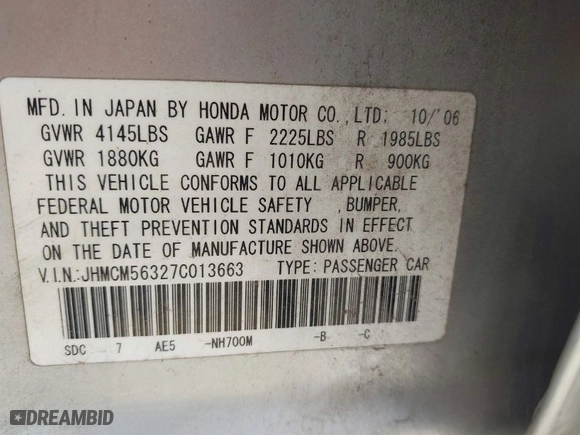 MFD. IN JAPAN BY HONDA MOTOR CO.,LTD: 10/'06
GVWR 4145LBS GAWR F 2225LBS R 1985LBS
GVWR 1880KG GAWR F 1010KG R 900KG
THIS VEHICLE CONFORMS TO ALL APPLICABLE
FEDERAL MOTOR VEHICLE SAFETY ,BUMPER,
AND THEFT PREVENTION STANDARDS IN EFFECT
ON THE DATE OF MANUFACTURE SHOWN ABOVE.
V.I.N.:JHMCM56327C013663 TYPE: PASSENGER CAR
SDC 7 AE5 -NH700M -B -C
DREAMBID